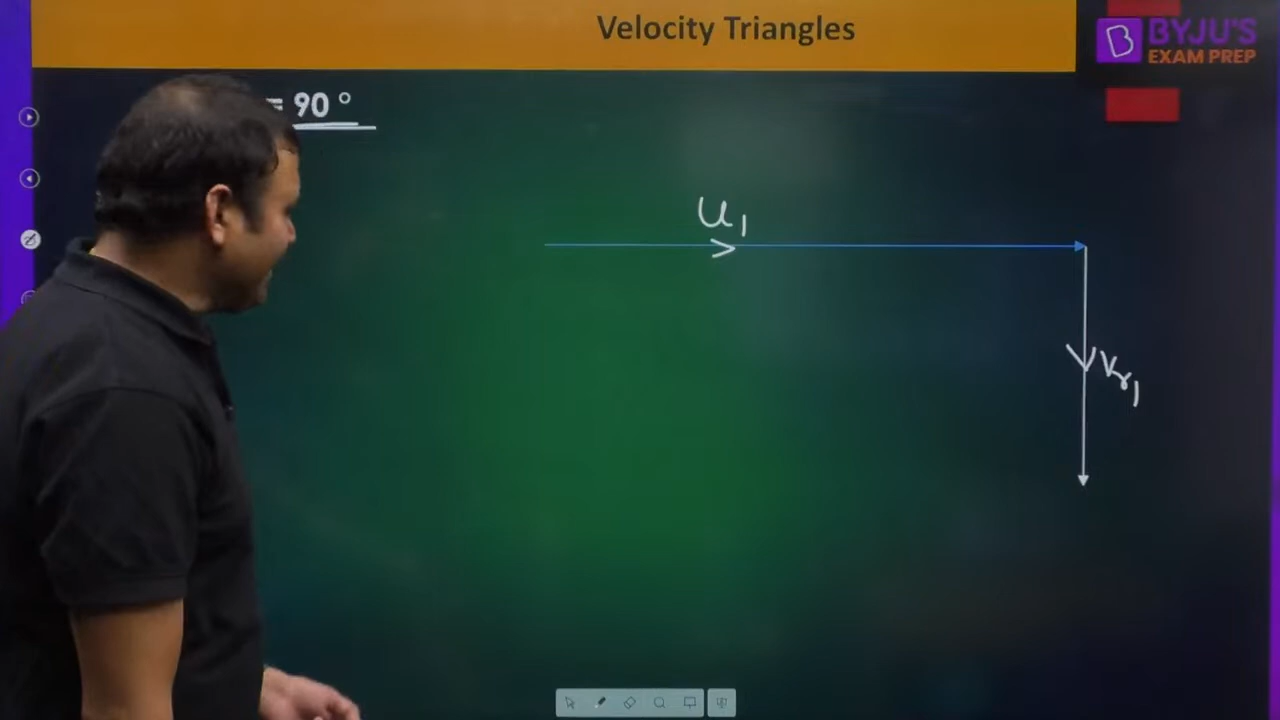 Velocity Triangles
BYJU'S
EXAM PREP
= 90 °
u₁
Vr₁